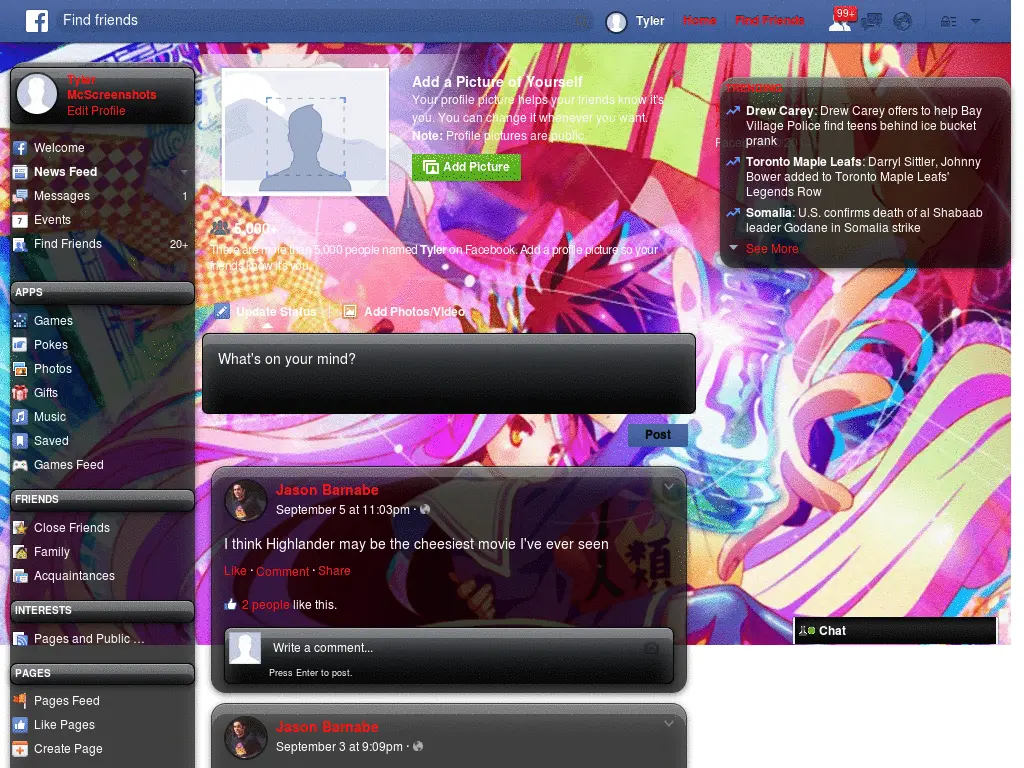 Find friends
Tyler
Home
Find Friends
99+
Tyler
McScreenshots
Edit Profile
Welcome
News Feed
Messages 1
Events
Find Friends 20+
APPS
Games
Pokes
Photos
Gifts
Music
Saved
Games Feed
FRIENDS
Close Friends
Family
Acquaintances
INTERESTS
Pages and Public ...
PAGES
Pages Feed
Like Pages
Create Page
Add a Picture of Yourself
Your profile picture helps your friends know it's
you. You can change it whenever you want.
Note: Profile pictures are public.
Add Picture
5,000+
There are more than 5,000 people named Tyler on Facebook. Add a profile picture so your
friends know it's you.
Update Status
Add Photos/Video
What's on your mind?
Post
Jason Barnabe
September 5 at 11:03pm ·
I think Highlander may be the cheesiest movie I've ever seen
Like · Comment · Share
2 people like this.
Write a comment...
Press Enter to post.
Jason Barnabe
September 3 at 9:09pm ·
TRENDING
Drew Carey: Drew Carey offers to help Bay
Village Police find teens behind ice bucket
prank
Toronto Maple Leafs: Darryl Sittler, Johnny
Bower added to Toronto Maple Leafs'
Legends Row
Somalia: U.S. confirms death of al Shabaab
leader Godane in Somalia strike
See More
人類
Chat